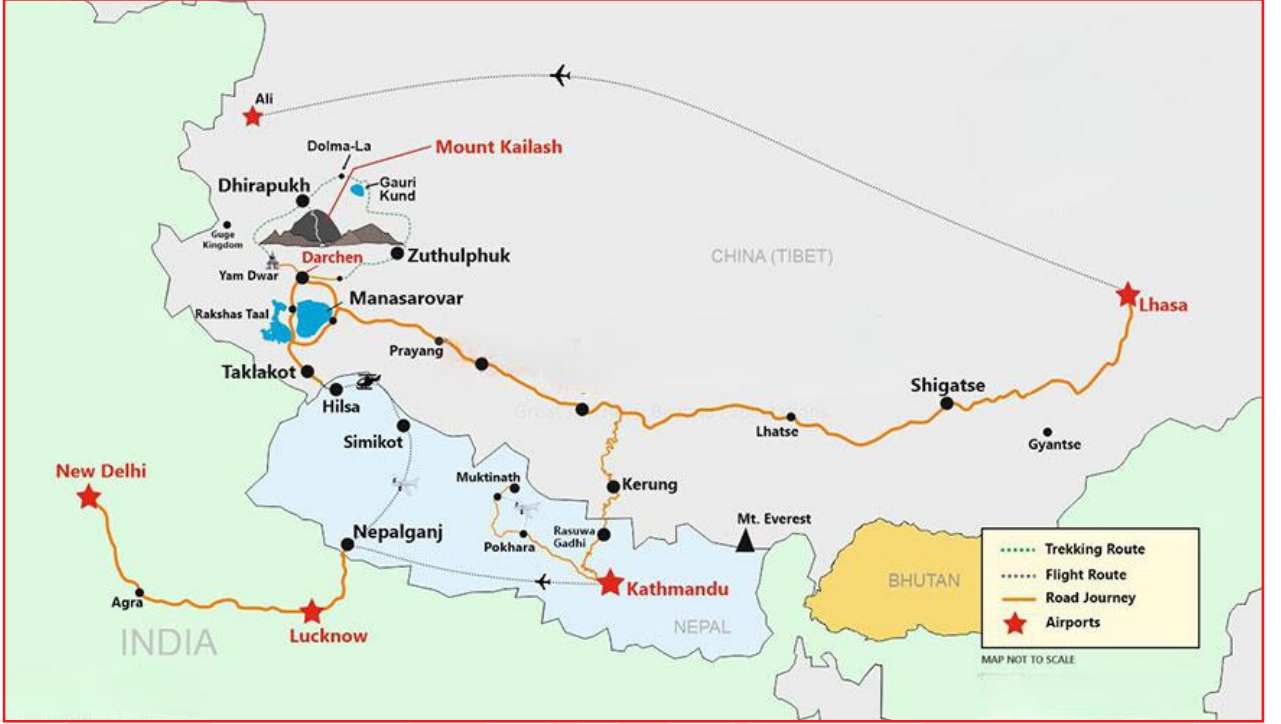 Ali
Dolma-La
Mount Kailash
Dhirapukh
Gauri
Kund
Guge
Kingdom
Zuthulphuk
CHINA (TIBET)
Darchen
Yam Dwar
Manasarovar
Lhasa
Rakshas Taal
Prayang
Taklakot
Shigatse
Hilsa
Lhatse
Simikot
Gyantse
New Delhi
Muktinath
Kerung
Mt. Everest
Nepalganj
Rasuwa
Gadhi
Pokhara
Trekking Route
Flight Route
BHUTAN
Kathmandu
Road Journey
Agra
Airports
Lucknow
NEPAL
INDIA
MAP NOT TO SCALE